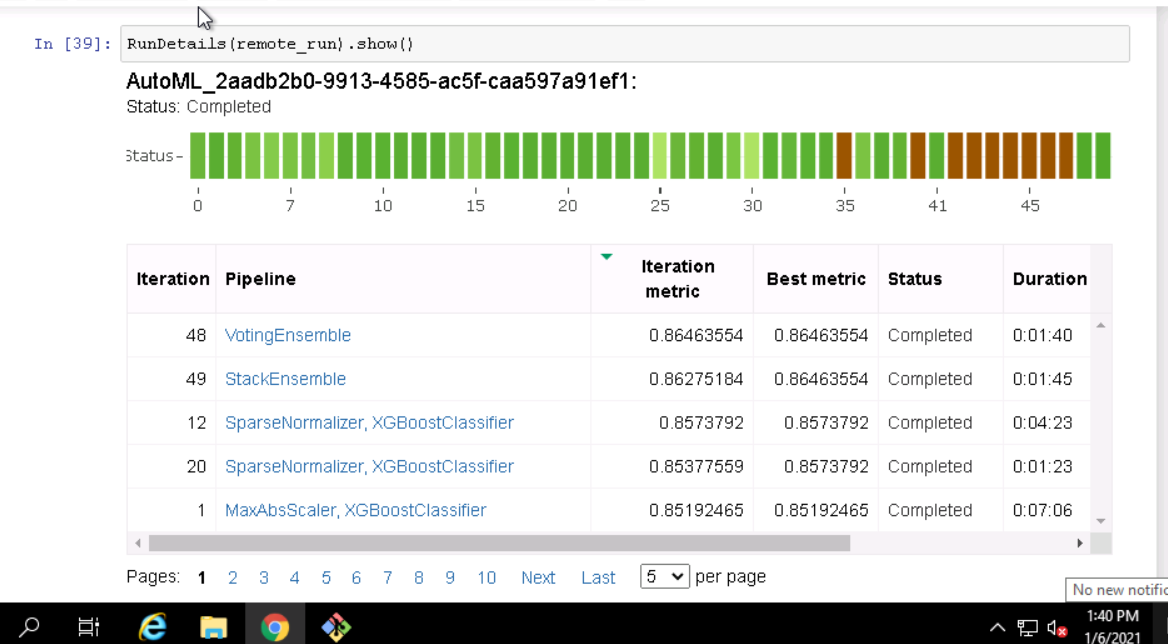 In [39]: RunDetails(remote_run).show()
AutoML_2aadb2b0-9913-4585-ac5f-caa597a91ef1:
Status: Completed
Status
0 7 10 15 20 25 30 35 41 45
Iteration Pipeline Iteration metric Best metric Status Duration
48 VotingEnsemble 0.86463554 0.86463554 Completed 0:01:40
49 StackEnsemble 0.86275184 0.86463554 Completed 0:01:45
12 SparseNormalizer, XGBoostClassifier 0.8573792 0.8573792 Completed 0:04:23
20 SparseNormalizer, XGBoostClassifier 0.85377559 0.8573792 Completed 0:01:23
1 MaxAbsScaler, XGBoostClassifier 0.85192465 0.85192465 Completed 0:07:06
Pages: 1 2 3 4 5 6 7 8 9 10 Next Last 5 per page
No new notific
1:40 PM
1/6/2021